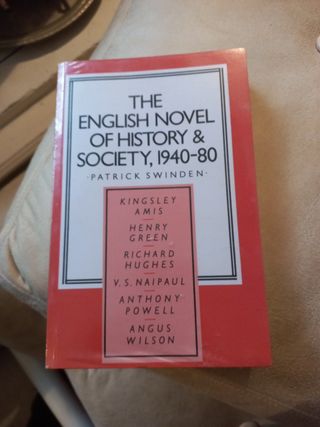 THE
ENGLISH NOVEL
OF HISTORY &
SOCIETY, 1940-80
·PATRICK SWINDEN·
KINGSLEY
AMIS
HENRY
GREEN
RICHARD
HUGHES
V. S. NAIPAUL
ANTHONY
POWELL
ANGUS
WILSON